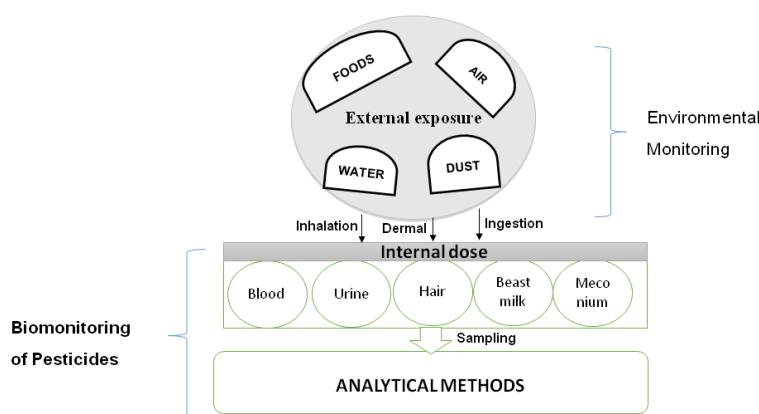 FOODS
AIR
External exposure
WATER
DUST
Environmental
Monitoring
Inhalation
Dermal
Ingestion
Internal dose
Blood
Urine
Hair
Beast
milk
Meco
nium
Biomonitoring
of Pesticides
Sampling
ANALYTICAL METHODS